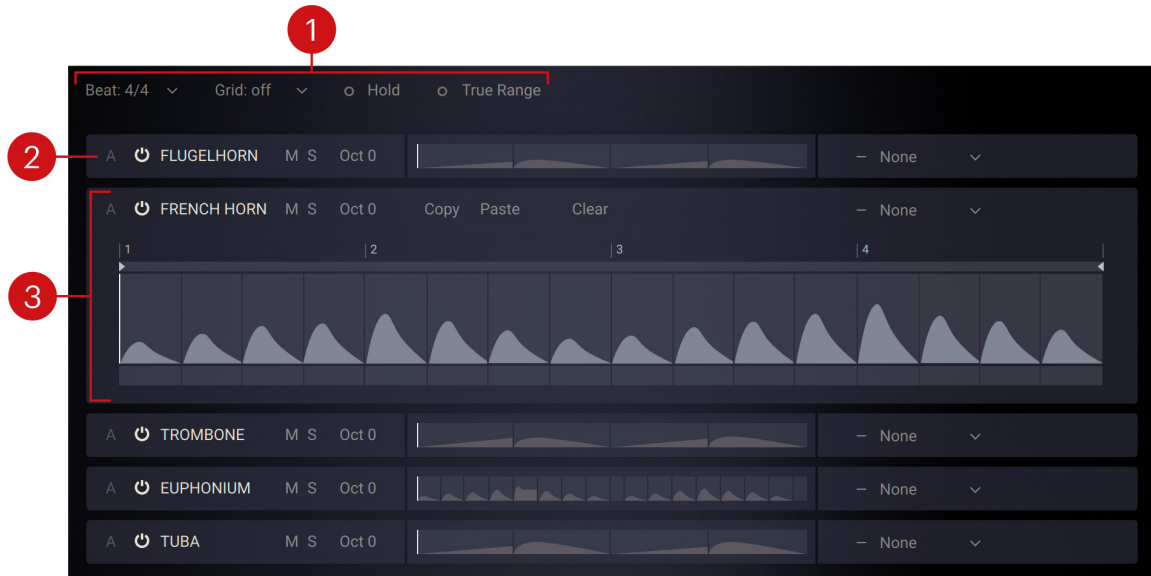 1
Beat: 4/4 Grid: off Hold True Range
2
A FLUGELHORN M S Oct 0 – None
A FRENCH HORN M S Oct 0 Copy Paste Clear – None
1 2 3 4
3
A TROMBONE M S Oct 0 – None
A EUPHONIUM M S Oct 0 – None
A TUBA M S Oct 0 – None